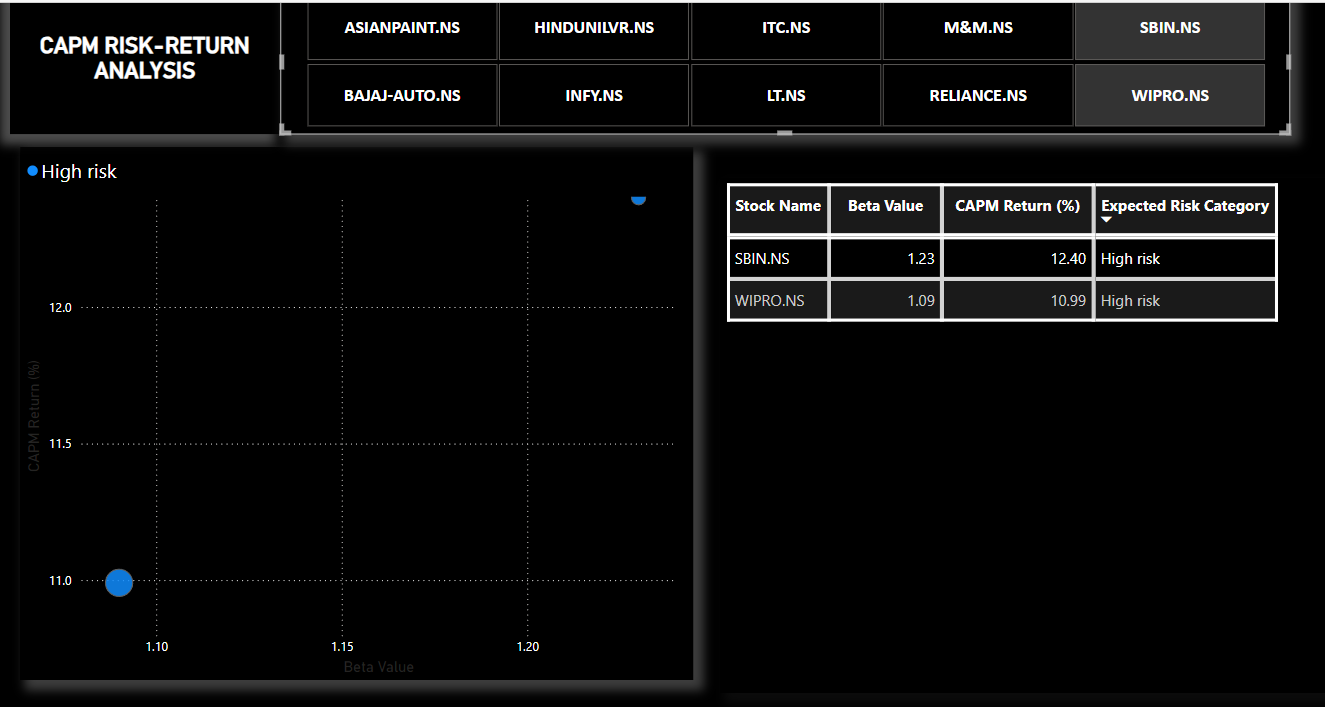 CAPM RISK-RETURN
ANALYSIS
ASIANPAINT.NS HINDUNILVR.NS ITC.NS M&M.NS SBIN.NS
BAJAJ-AUTO.NS INFY.NS LT.NS RELIANCE.NS WIPRO.NS
High risk
12.0
11.5
11.0
CAPM Return (%)
1.10 1.15 1.20
Beta Value
Stock Name Beta Value CAPM Return (%) Expected Risk Category
SBIN.NS 1.23 12.40 High risk
WIPRO.NS 1.09 10.99 High risk